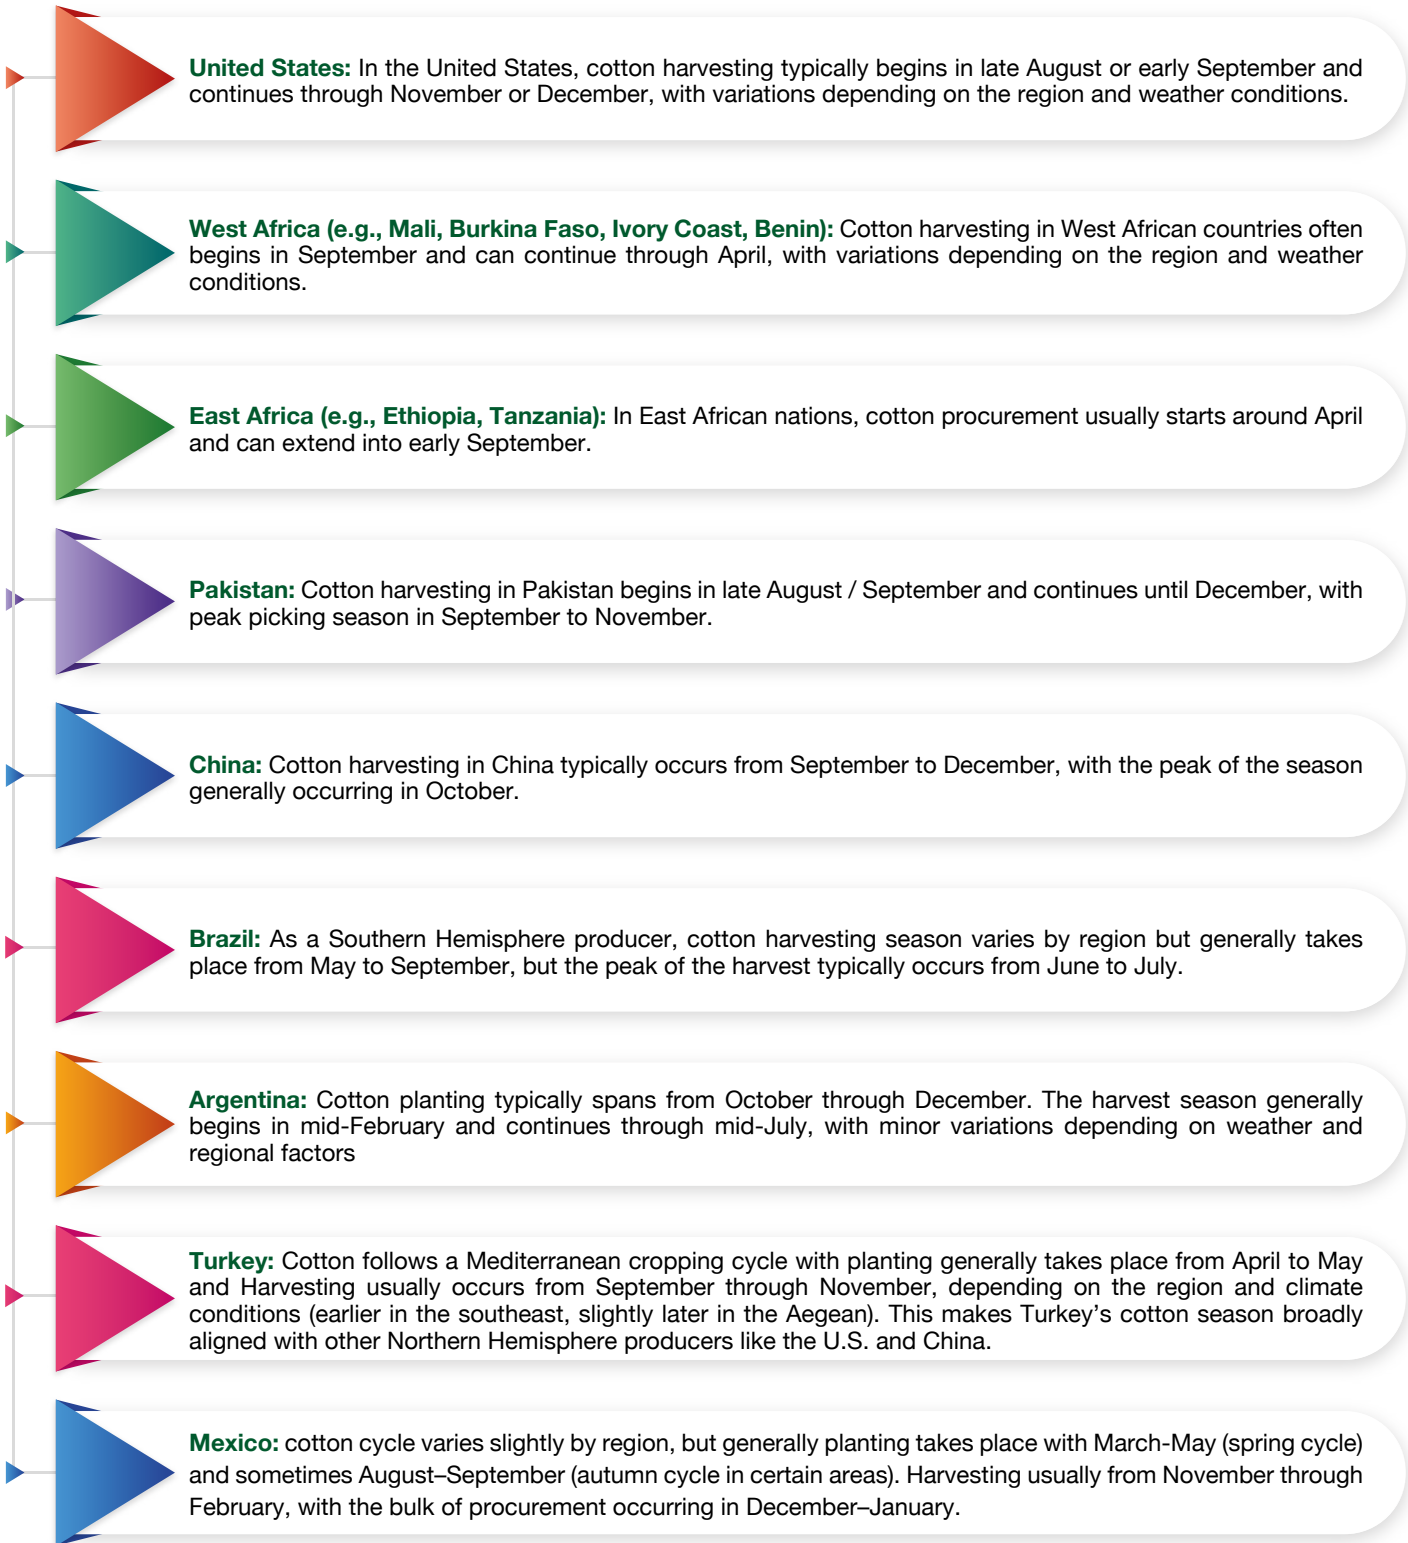 United States: In the United States, cotton harvesting typically begins in late August or early September and
continues through November or December, with variations depending on the region and weather conditions.
West Africa (e.g., Mali, Burkina Faso, Ivory Coast, Benin): Cotton harvesting in West African countries often
begins in September and can continue through April, with variations depending on the region and weather
conditions.
East Africa (e.g., Ethiopia, Tanzania): In East African nations, cotton procurement usually starts around April
and can extend into early September.
Pakistan: Cotton harvesting in Pakistan begins in late August / September and continues until December, with
peak picking season in September to November.
China: Cotton harvesting in China typically occurs from September to December, with the peak of the season
generally occurring in October.
Brazil: As a Southern Hemisphere producer, cotton harvesting season varies by region but generally takes
place from May to September, but the peak of the harvest typically occurs from June to July.
Argentina: Cotton planting typically spans from October through December. The harvest season generally
begins in mid-February and continues through mid-July, with minor variations depending on weather and
regional factors
Turkey: Cotton follows a Mediterranean cropping cycle with planting generally takes place from April to May
and Harvesting usually occurs from September through November, depending on the region and climate
conditions (earlier in the southeast, slightly later in the Aegean). This makes Turkey’s cotton season broadly
aligned with other Northern Hemisphere producers like the U.S. and China.
Mexico: cotton cycle varies slightly by region, but generally planting takes place with March-May (spring cycle)
and sometimes August–September (autumn cycle in certain areas). Harvesting usually from November through
February, with the bulk of procurement occurring in December–January.